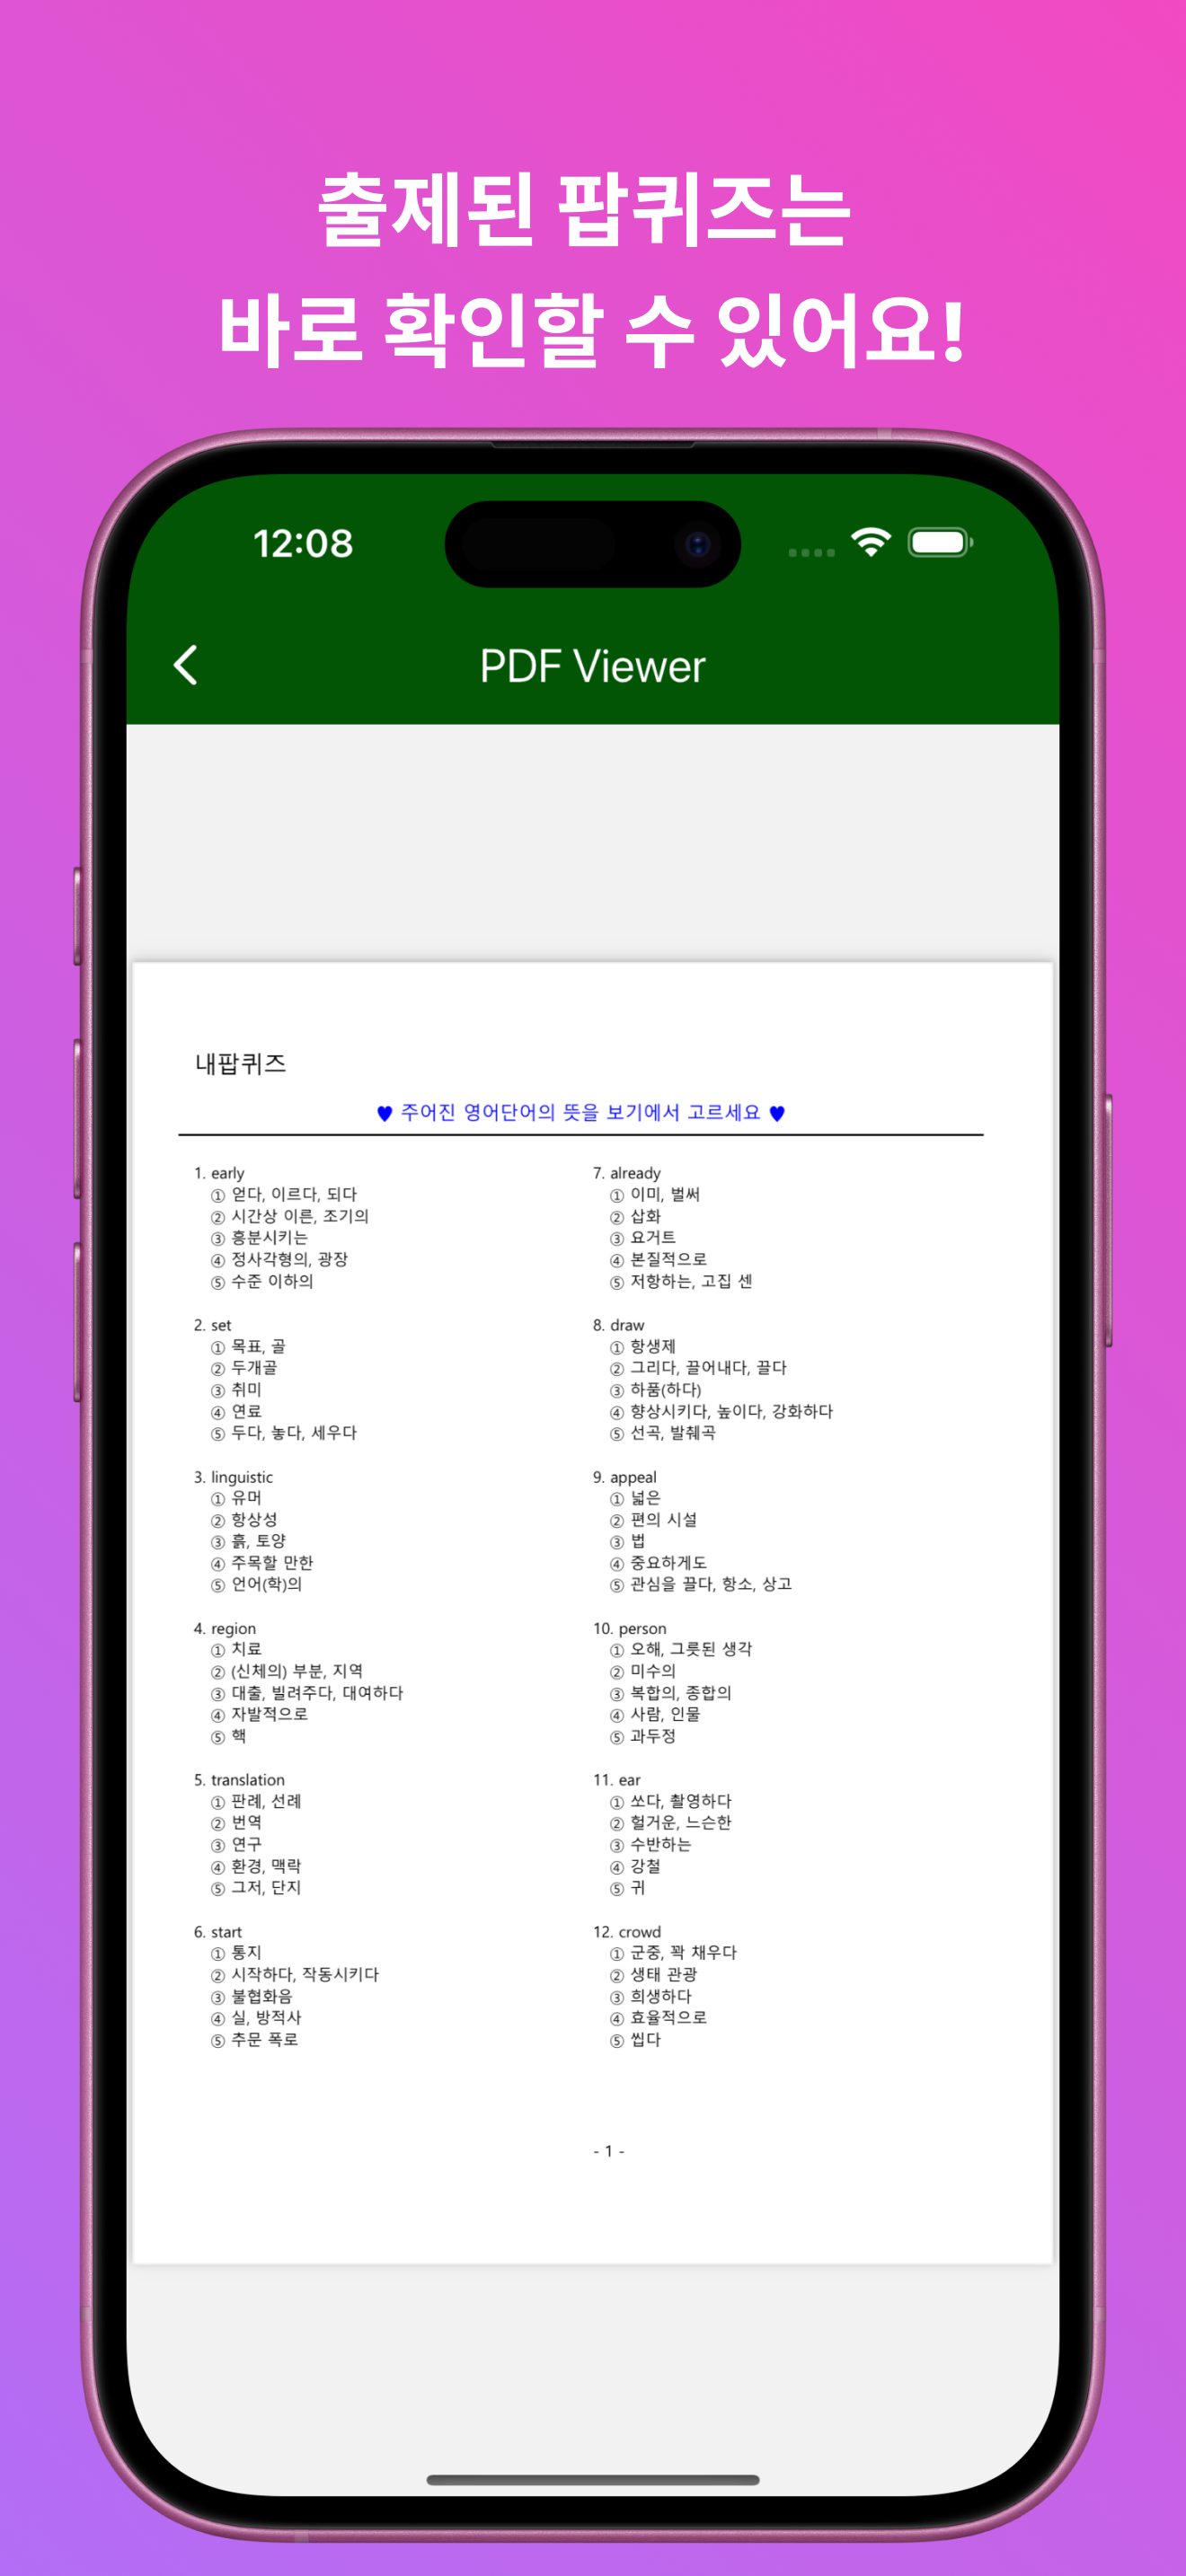 출제된 팝퀴즈는
바로 확인할 수 있어요!
12:08
PDF Viewer
내팝퀴즈
♥ 주어진 영어단어의 뜻을 보기에서 고르세요 ♥
1. early
① 얻다, 이르다, 되다
② 시간상 이른, 조기의
③ 흥분시키는
④ 정사각형의, 광장
⑤ 수준 이하의
2. set
① 목표, 골
② 두개골
③ 취미
④ 연료
⑤ 두다, 놓다, 세우다
3. linguistic
① 유머
② 항상성
③ 흙, 토양
④ 주목할 만한
⑤ 언어(학)의
4. region
① 치료
② (신체의) 부분, 지역
③ 대출, 빌려주다, 대여하다
④ 자발적으로
⑤ 핵
5. translation
① 판례, 선례
② 번역
③ 연구
④ 환경, 맥락
⑤ 그저, 단지
6. start
① 통지
② 시작하다, 작동시키다
③ 불협화음
④ 실, 방적사
⑤ 추문 폭로
7. already
① 이미, 벌써
② 삽화
③ 요거트
④ 본질적으로
⑤ 저항하는, 고집 센
8. draw
① 항생제
② 그리다, 끌어내다, 끌다
③ 하품(하다)
④ 향상시키다, 높이다, 강화하다
⑤ 선곡, 발췌곡
9. appeal
① 넓은
② 편의 시설
③ 법
④ 중요하게도
⑤ 관심을 끌다, 항소, 상고
10. person
① 오해, 그릇된 생각
② 미수의
③ 복합의, 종합의
④ 사람, 인물
⑤ 과두정
11. ear
① 쏘다, 촬영하다
② 헐거운, 느슨한
③ 수반하는
④ 강철
⑤ 귀
12. crowd
① 군중, 꽉 채우다
② 생태 관광
③ 희생하다
④ 효율적으로
⑤ 씹다
- 1 -